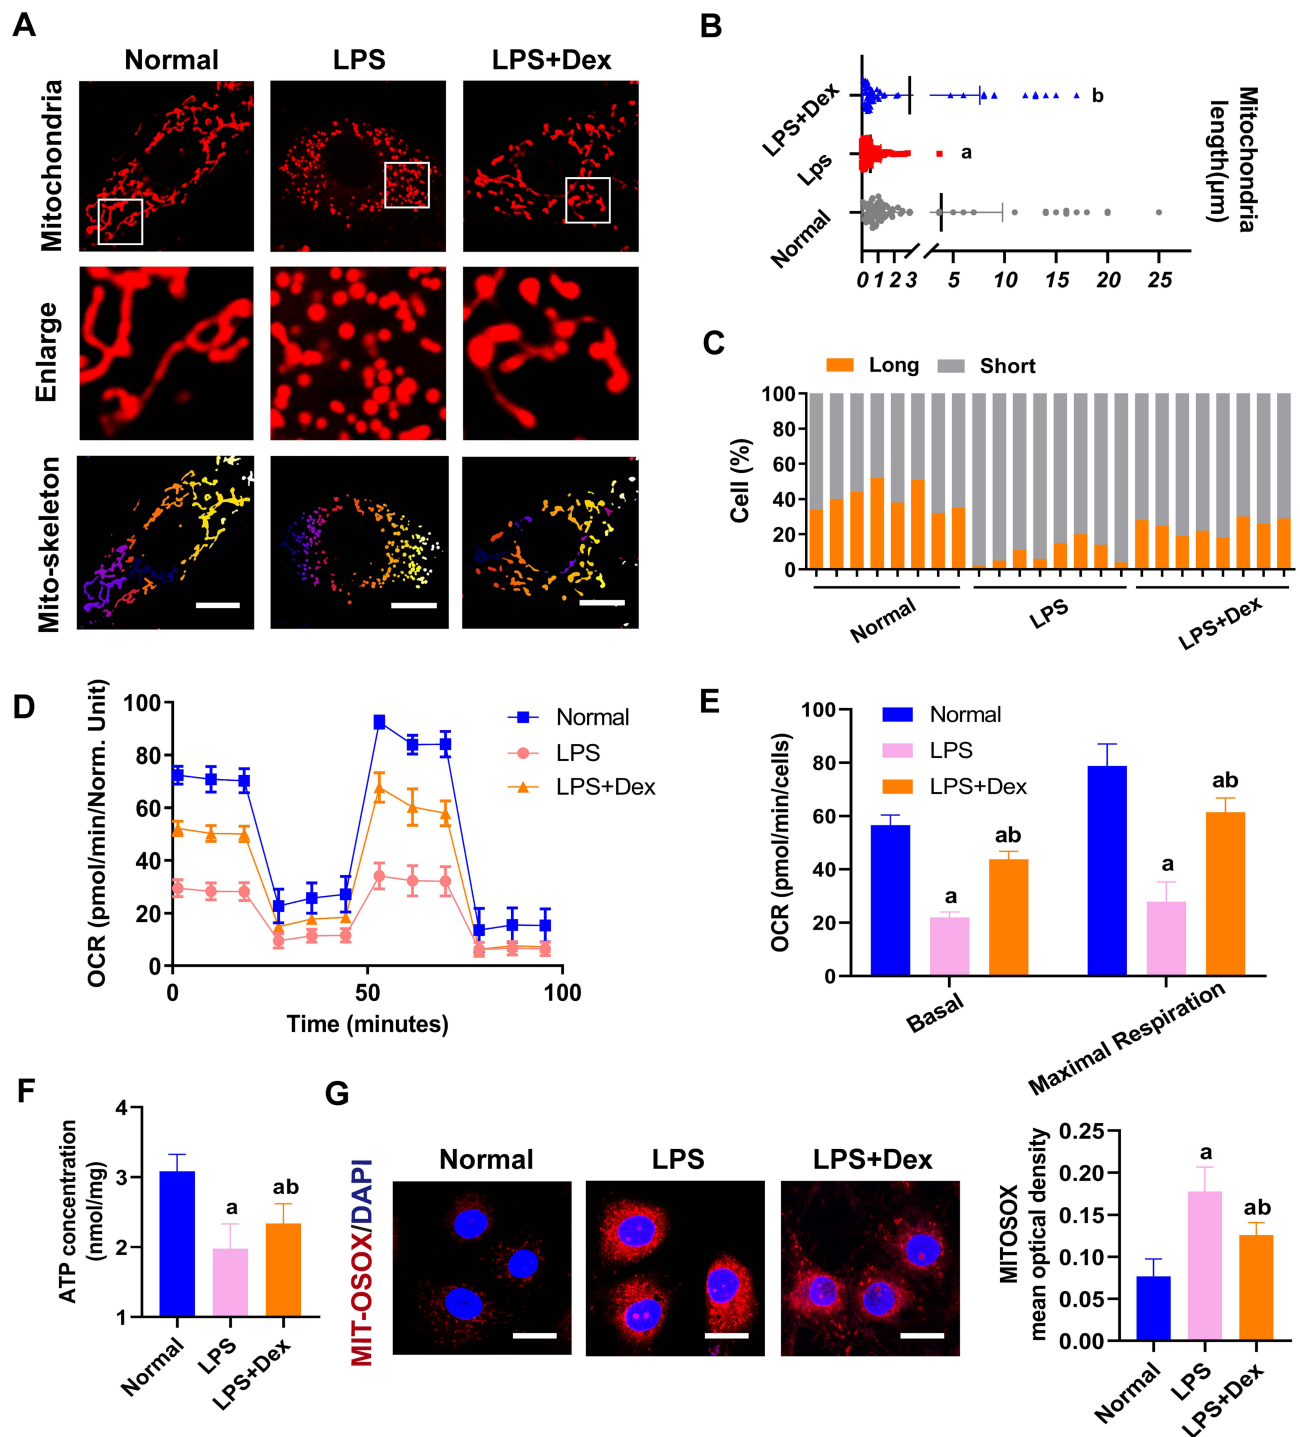 A
Normal
LPS
LPS+Dex
Mitochondria
Enlarge
Mito-skeleton
B
LPS+Dex
Lps
Normal
b
a
Mitochondria
length(μm)
0 1 2 3 5 10 15 20 25
C
Long
Short
Cell (%)
100
80
60
40
20
0
Normal
LPS
LPS+Dex
D
OCR (pmol/min/Norm. Unit)
100
80
60
40
20
0
0 50 100
Time (minutes)
Normal
LPS
LPS+Dex
E
OCR (pmol/min/cells)
100
80
60
40
20
0
Normal
LPS
LPS+Dex
a
ab
a
ab
Basal
Maximal Respiration
F
ATP concentration
(nmol/mg)
4
3
2
1
a
ab
Normal
LPS
LPS+Dex
G
MIT-OSOX/DAPI
Normal
LPS
LPS+Dex
MITOSOX
mean optical density
0.25
0.20
0.15
0.10
0.05
0.00
a
ab
Normal
LPS
LPS+Dex